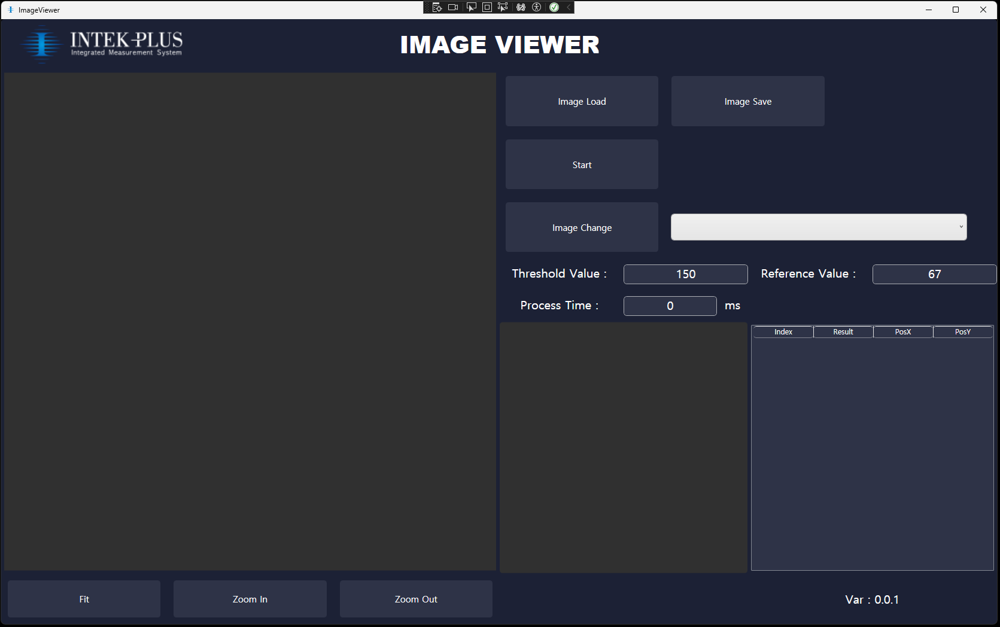 ImageViewer
INTEK-PLUS
Integrated Measurement System
IMAGE VIEWER
Image Load
Image Save
Start
Image Change
Threshold Value :
150
Reference Value :
67
Process Time :
0
ms
Index
Result
PosX
PosY
Fit
Zoom In
Zoom Out
Var : 0.0.1